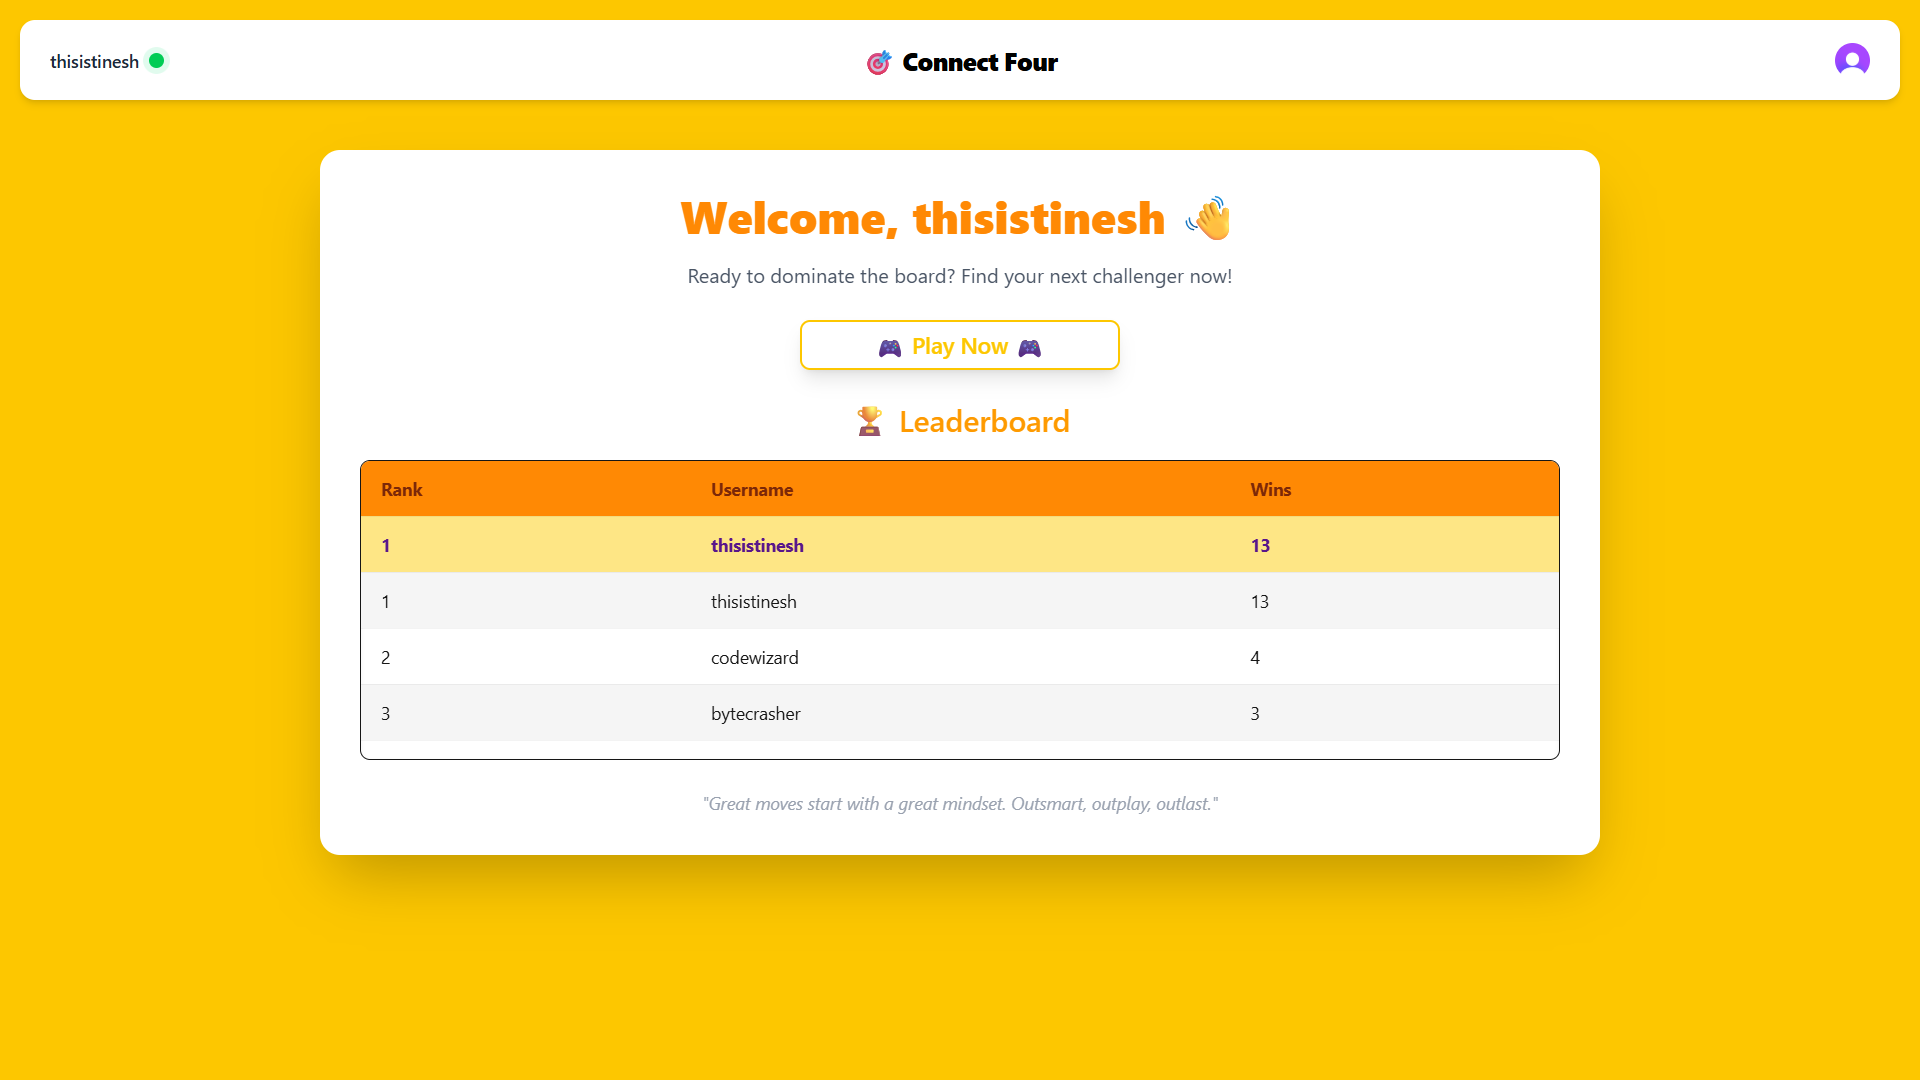 thisistinesh
🎯 Connect Four
Welcome, thisistinesh 👋
Ready to dominate the board? Find your next challenger now!
🎮 Play Now 🎮
🏆 Leaderboard
Rank Username Wins
1 thisistinesh 13
1 thisistinesh 13
2 codewizard 4
3 bytecrasher 3
"Great moves start with a great mindset. Outsmart, outplay, outlast."